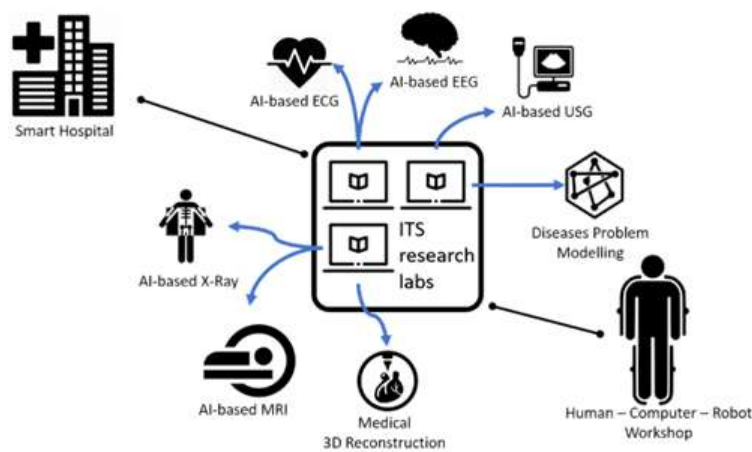 AI-based EEG
AI-based ECG
AI-based USG
Smart Hospital
ITS
research
labs
Diseases Problem
Modelling
AI-based X-Ray
AI-based MRI
Medical
3D Reconstruction
Human – Computer – Robot
Workshop